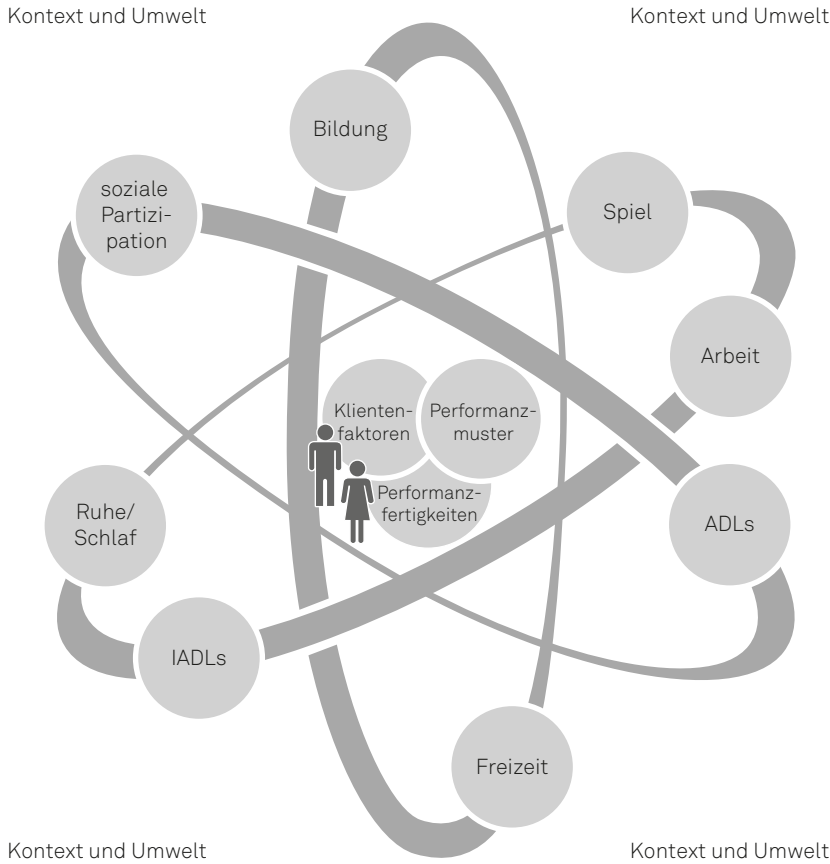 Kontext und Umwelt
Kontext und Umwelt
Bildung
soziale
Partizi-
pation
Spiel
Arbeit
Klienten-
faktoren
Performanz-
muster
Performanz-
fertigkeiten
Ruhe/
Schlaf
ADLs
IADLs
Freizeit
Kontext und Umwelt
Kontext und Umwelt